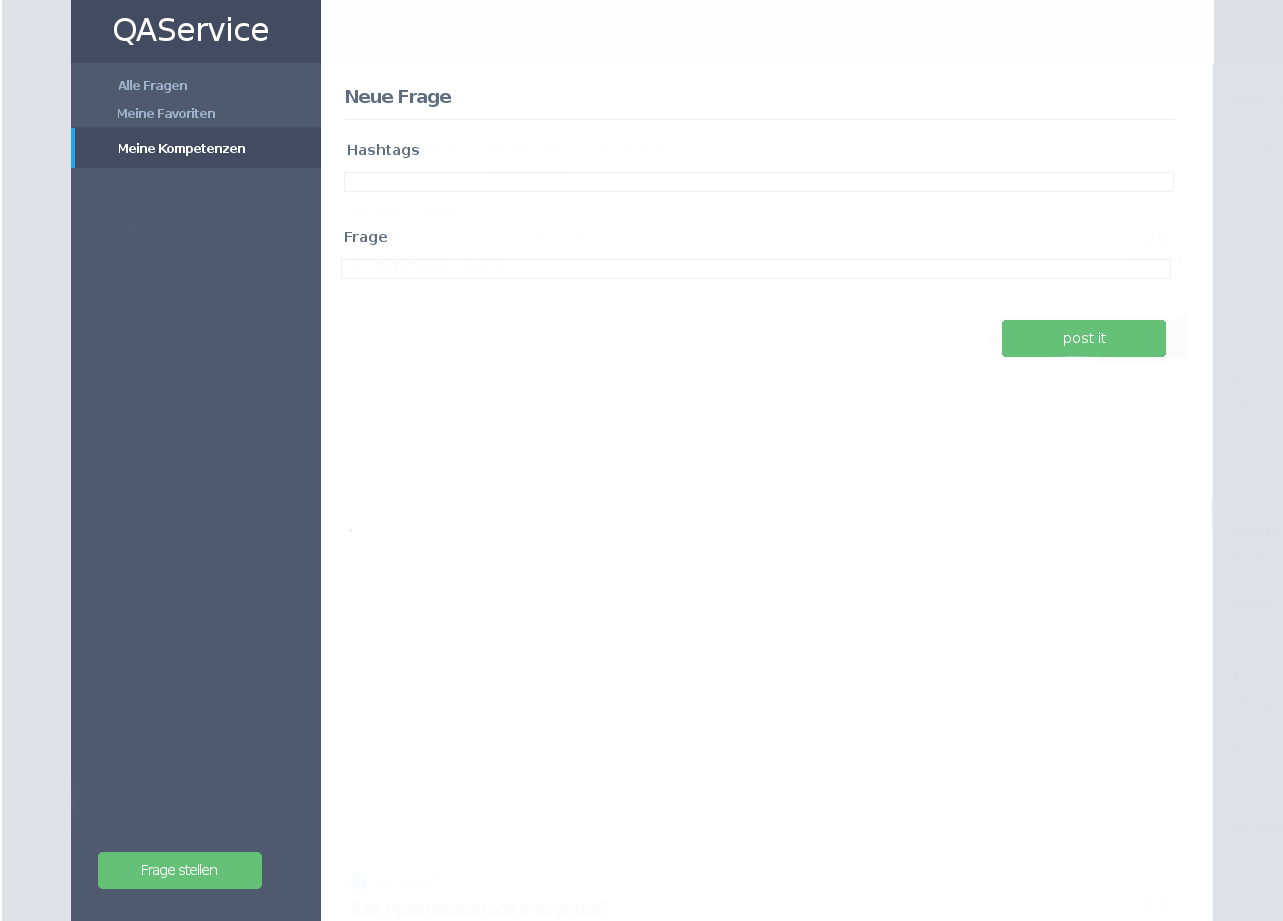 QAService
Alle Fragen
Meine Favoriten
Meine Kompetenzen
Neue Frage
Hashtags
Frage
post it
Frage stellen
Как практиковаться в верстке?